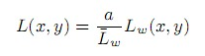 L(x, y) = \frac{a}{\bar{L}_w} L_w(x, y)